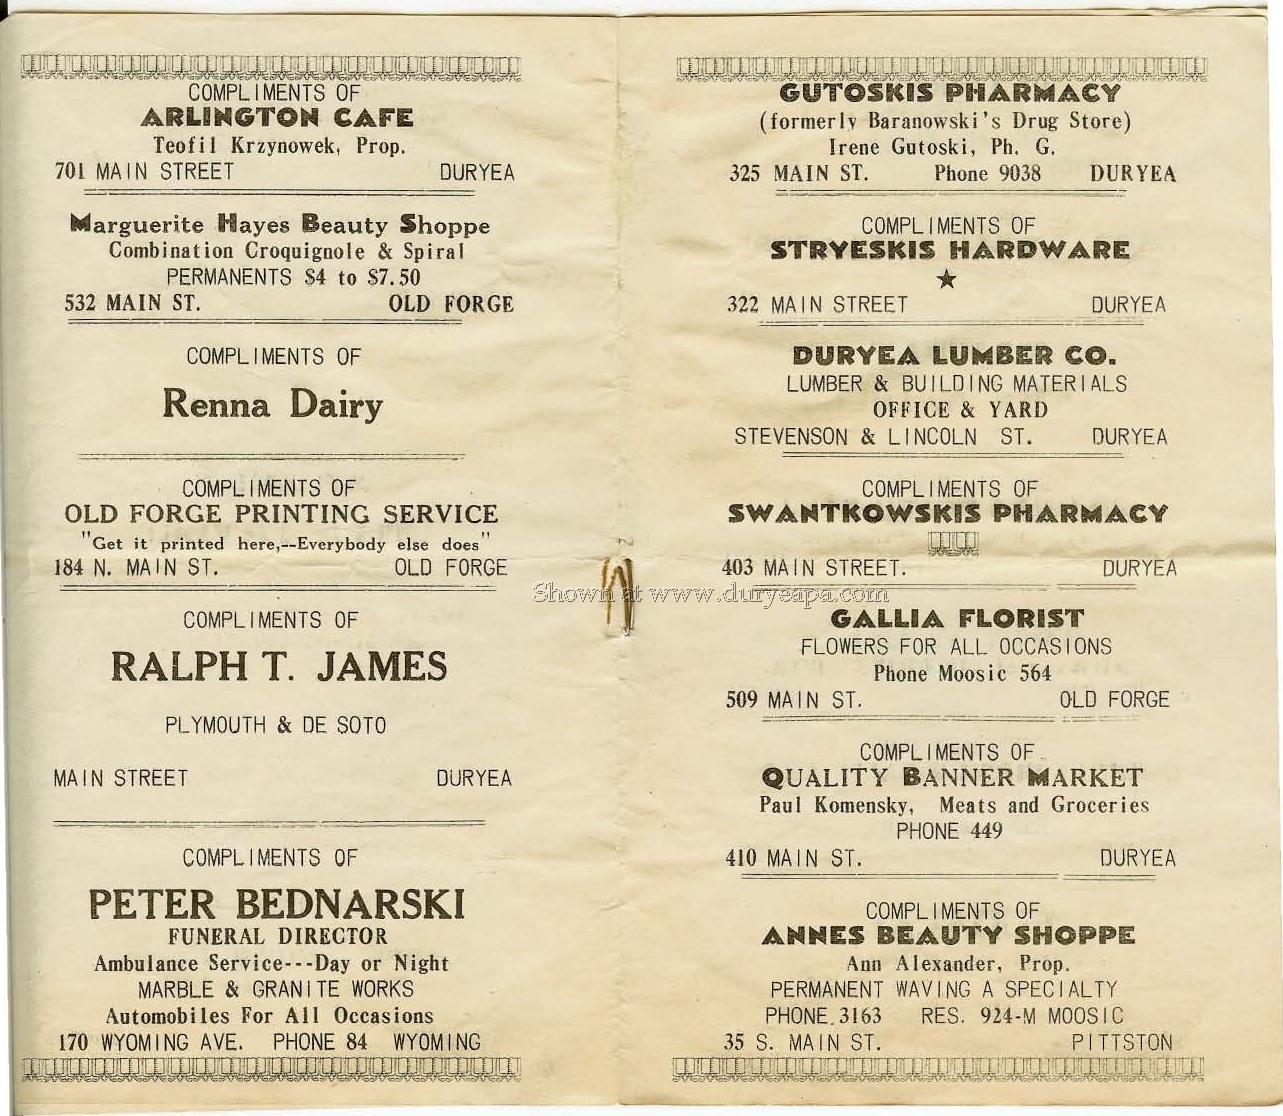 COMPLIMENTS OF
ARLINGTON CAFE
Teofil Krzynowek, Prop.
701 MAIN STREET DURYEA
Marguerite Hayes Beauty Shoppe
Combination Croquignole & Spiral
PERMANENTS $4 to $7.50
532 MAIN ST. OLD FORGE
COMPLIMENTS OF
Renna Dairy
COMPLIMENTS OF
OLD FORGE PRINTING SERVICE
"Get it printed here,--Everybody else does"
184 N. MAIN ST. OLD FORGE
COMPLIMENTS OF
RALPH T. JAMES
PLYMOUTH & DE SOTO
MAIN STREET DURYEA
COMPLIMENTS OF
PETER BEDNARSKI
FUNERAL DIRECTOR
Ambulance Service---Day or Night
MARBLE & GRANITE WORKS
Automobiles For All Occasions
170 WYOMING AVE. PHONE 84 WYOMING
GUTOSKIS PHARMACY
(formerly Baranowski's Drug Store)
Irene Gutoski, Ph. G.
325 MAIN ST. Phone 9038 DURYEA
COMPLIMENTS OF
STRYESKIS HARDWARE
322 MAIN STREET DURYEA
DURYEA LUMBER CO.
LUMBER & BUILDING MATERIALS
OFFICE & YARD
STEVENSON & LINCOLN ST. DURYEA
COMPLIMENTS OF
SWANTKOWSKIS PHARMACY
403 MAIN STREET. DURYEA
Shown at www.duryeapa.com
GALLIA FLORIST
FLOWERS FOR ALL OCCASIONS
Phone Moosic 564
509 MAIN ST. OLD FORGE
COMPLIMENTS OF
QUALITY BANNER MARKET
Paul Komensky, Meats and Groceries
PHONE 449
410 MAIN ST. DURYEA
COMPLIMENTS OF
ANNES BEAUTY SHOPPE
Ann Alexander, Prop.
PERMANENT WAVING A SPECIALTY
PHONE.3163 RES. 924-M MOOSIC
35 S. MAIN ST. PITTSTON